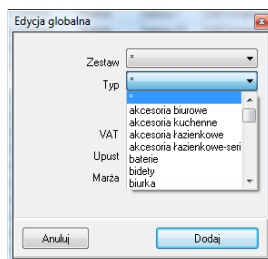 Edycja globalna
Zestaw *
Typ *
*
akcesoria biurowe
akcesoria kuchenne
akcesoria łazienkowe
akcesoria łazienkowe-seri
baterie
bidety
biurka
VAT
Upust
Marża
Anuluj
Dodaj